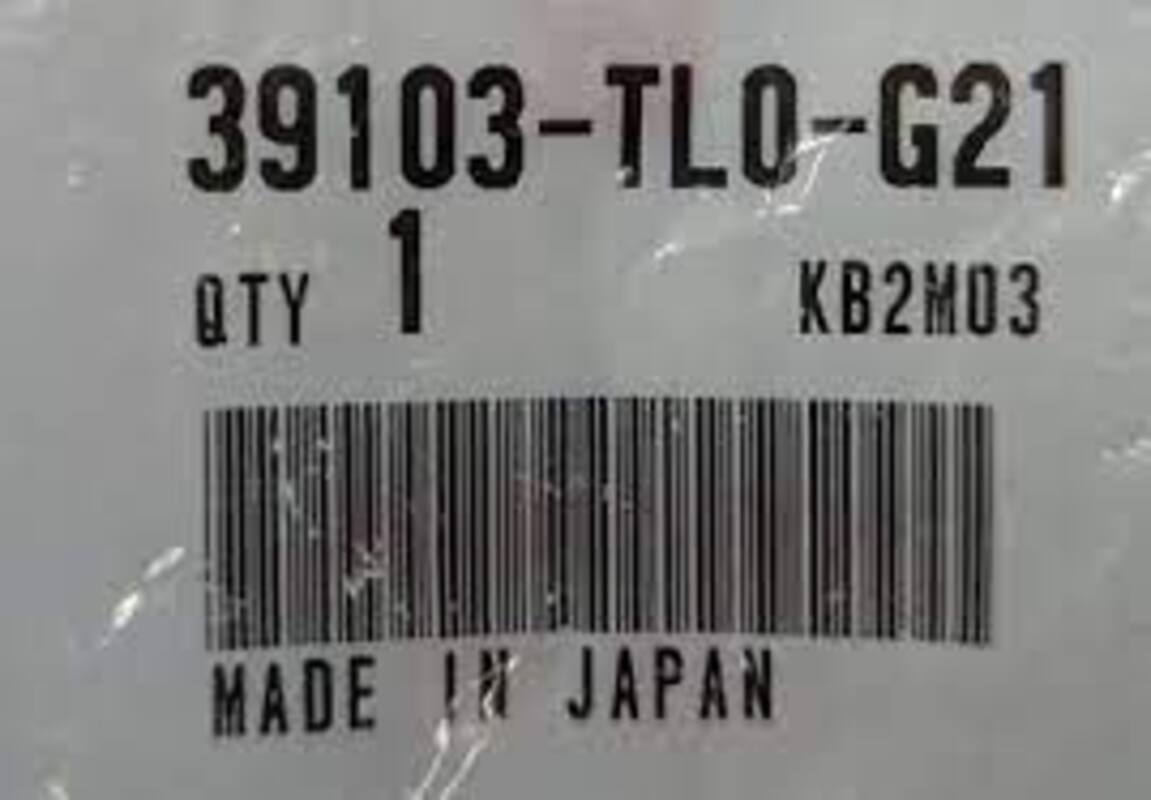 39103-TL0-G21
QTY 1 KB2M03
MADE IN JAPAN